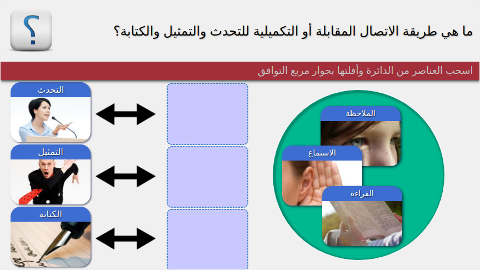 ما هي طريقة الاتصال المقابلة أو التكميلية للتحدث والتمثيل والكتابة؟
اسحب العناصر من الدائرة وأفلتها بجوار مربع التوافق
التحدث
الملاحظة
التمثيل
الاستماع
القراءة
الكتابة